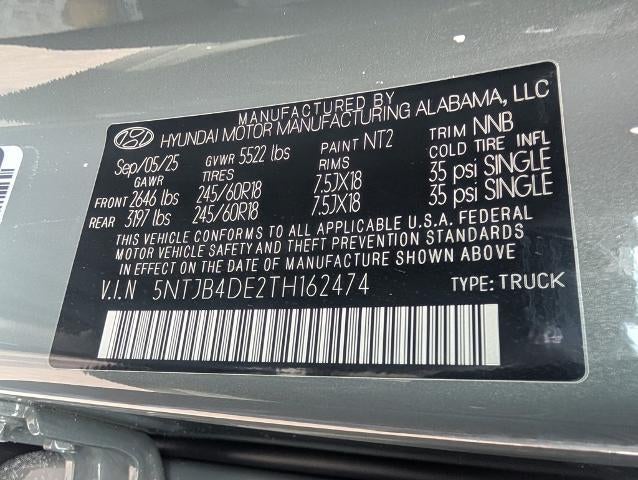 MANUFACTURED BY
HYUNDAI MOTOR MANUFACTURING ALABAMA, LLC
Sep/05/25 GVWR 5522 lbs PAINT NT2 TRIM NNB
GAWR TIRES RIMS COLD TIRE INFL
FRONT 2646 lbs 245/60R18 7.5JX18 35 psi SINGLE
REAR 3197 lbs 245/60R18 7.5JX18 35 psi SINGLE
THIS VEHICLE CONFORMS TO ALL APPLICABLE U.S.A. FEDERAL
MOTOR VEHICLE SAFETY AND THEFT PREVENTION STANDARDS
IN EFFECT ON THE DATE OF MANUFACTURE SHOWN ABOVE
V.I.N 5NTJB4DE2TH162474 TYPE: TRUCK